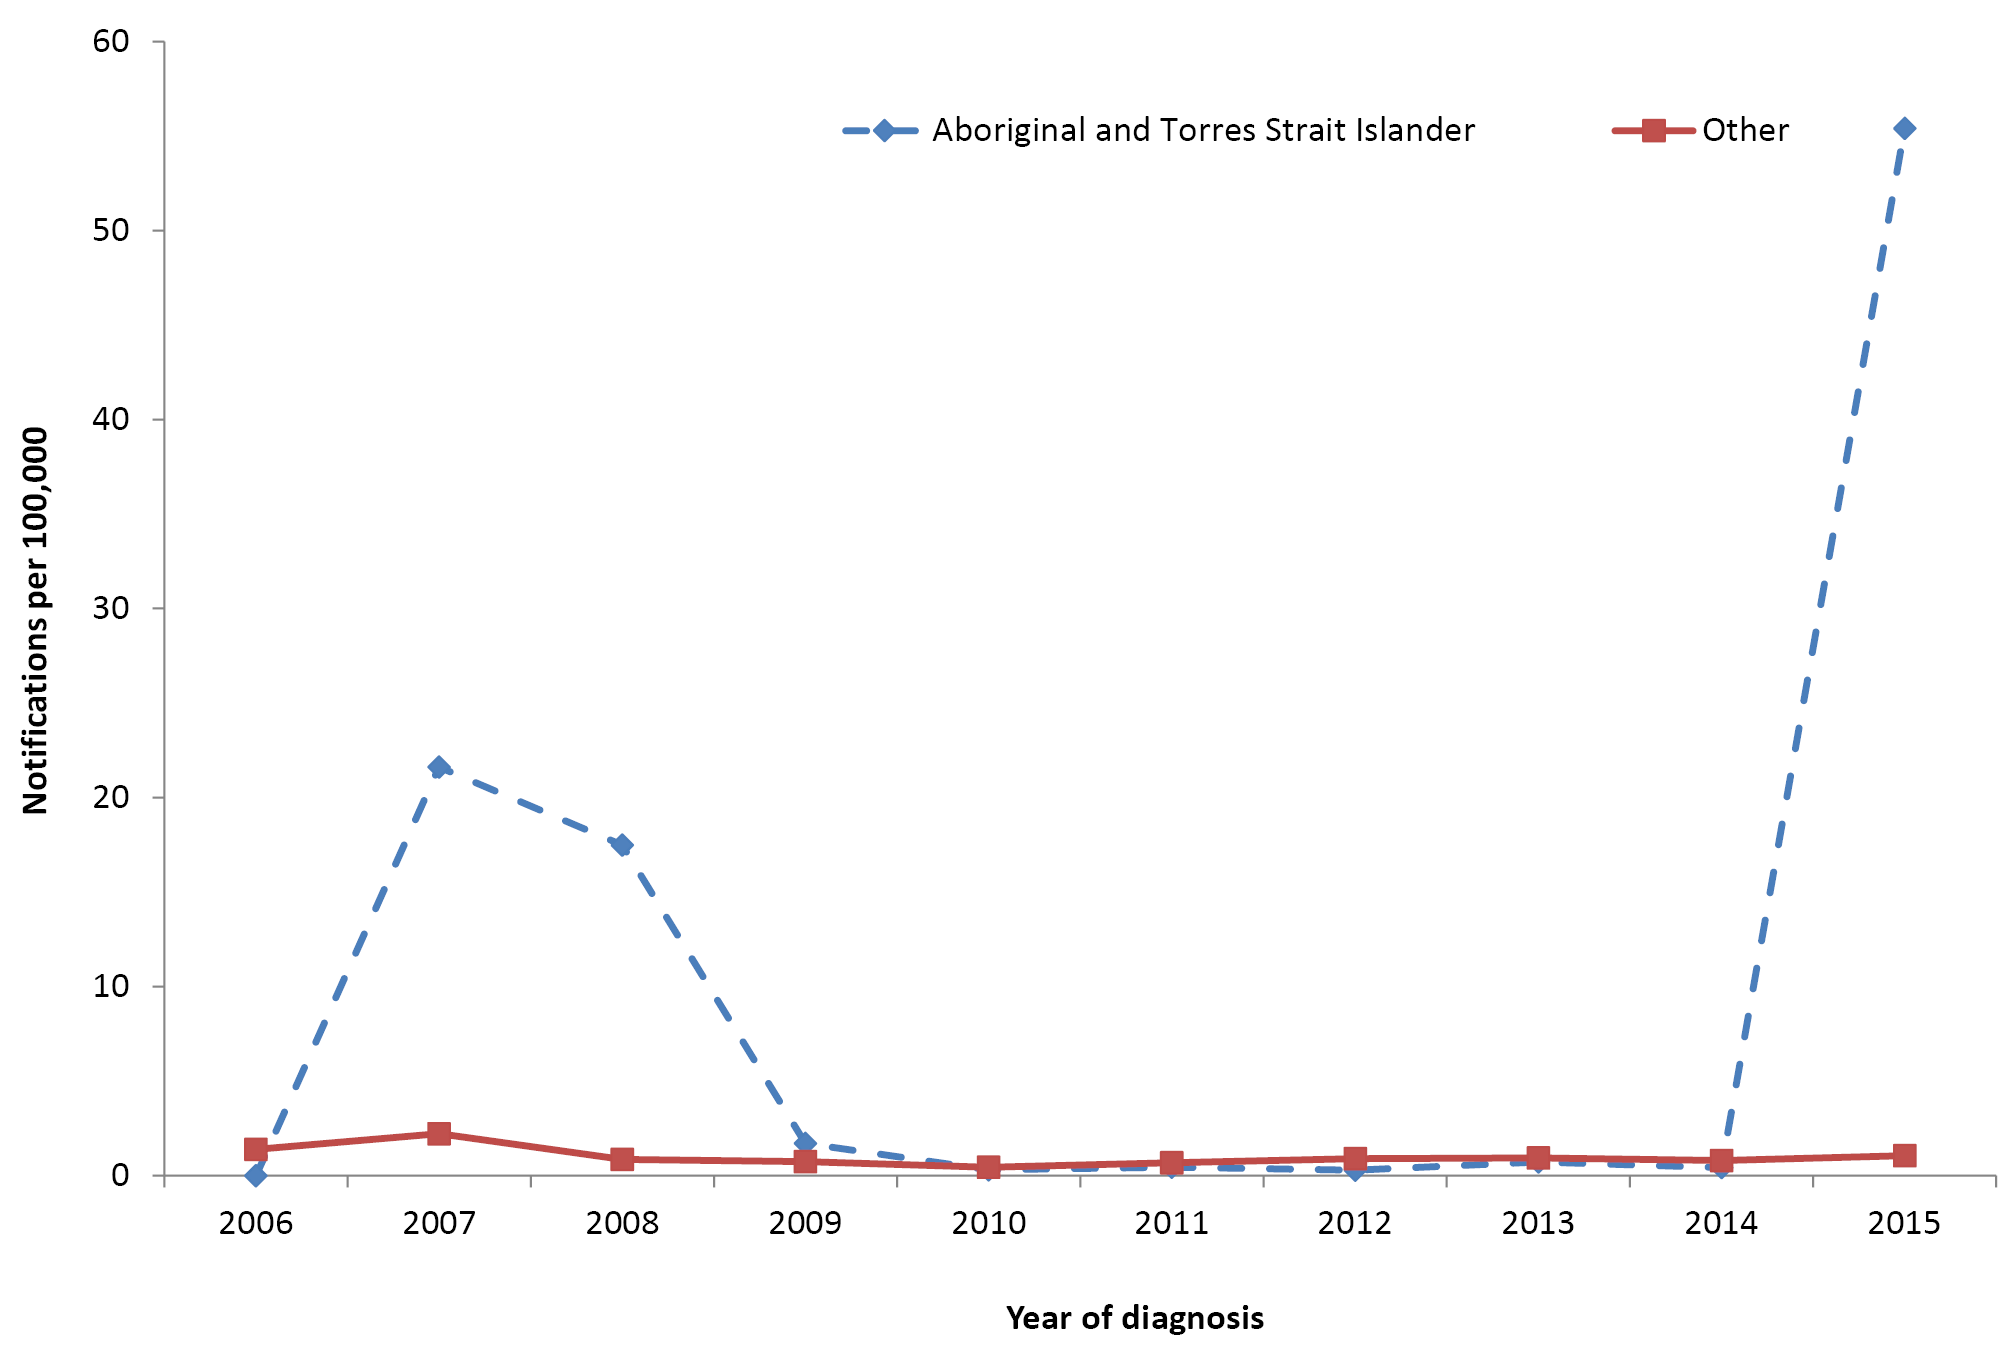 60
Aboriginal and Torres Strait Islander
Other
50
40
30
20
10
0
Notifications per 100,000
2006 2007 2008 2009 2010 2011 2012 2013 2014 2015
Year of diagnosis